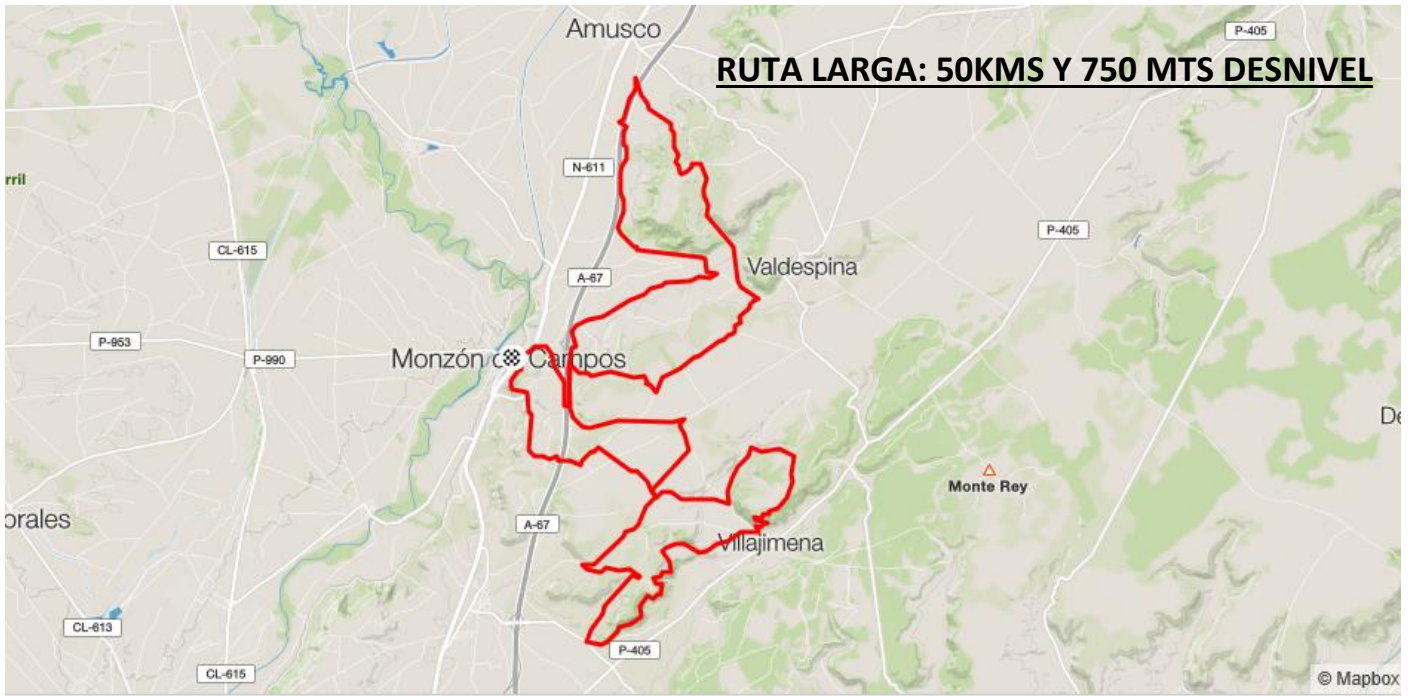 Amusco
P-405
RUTA LARGA: 50KMS Y 750 MTS DESNIVEL
N-611
rril
P-405
CL-615
Valdespina
A-67
P-953
P-990
Monzón d Campos
De
Monte Rey
orales
A-67
Villajimena
CL-613
P-405
CL-615
© Mapbox